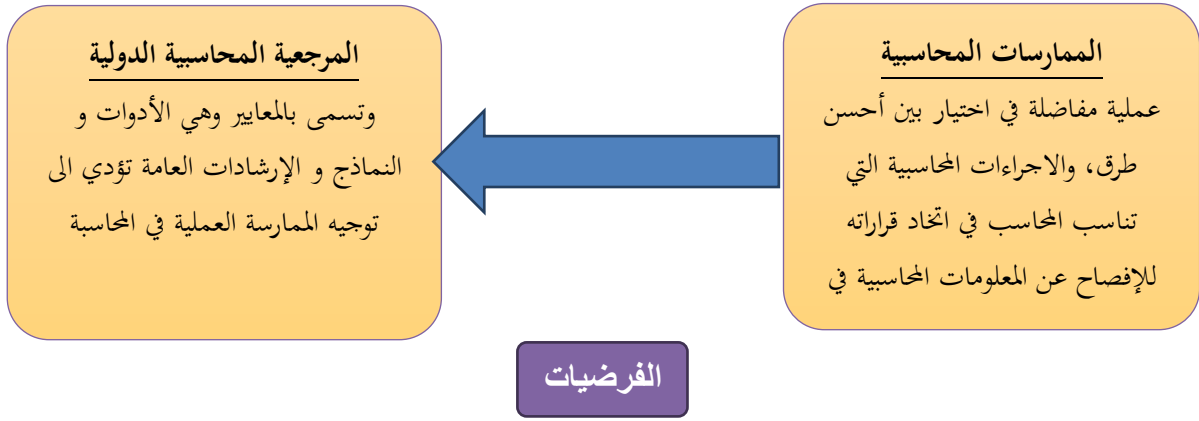 الممارسات المحاسبية
عملية مفاضلة في اختيار بين أحسن
طرق، والاجراءات المحاسبية التي
تناسب المحاسب في اتخاد قراراته
للإفصاح عن المعلومات المحاسبية في
المرجعية المحاسبية الدولية
وتسمى بالمعايير وهي الأدوات و
النماذج و الإرشادات العامة تؤدي الى
توجيه الممارسة العملية في المحاسبة
الفرضيات